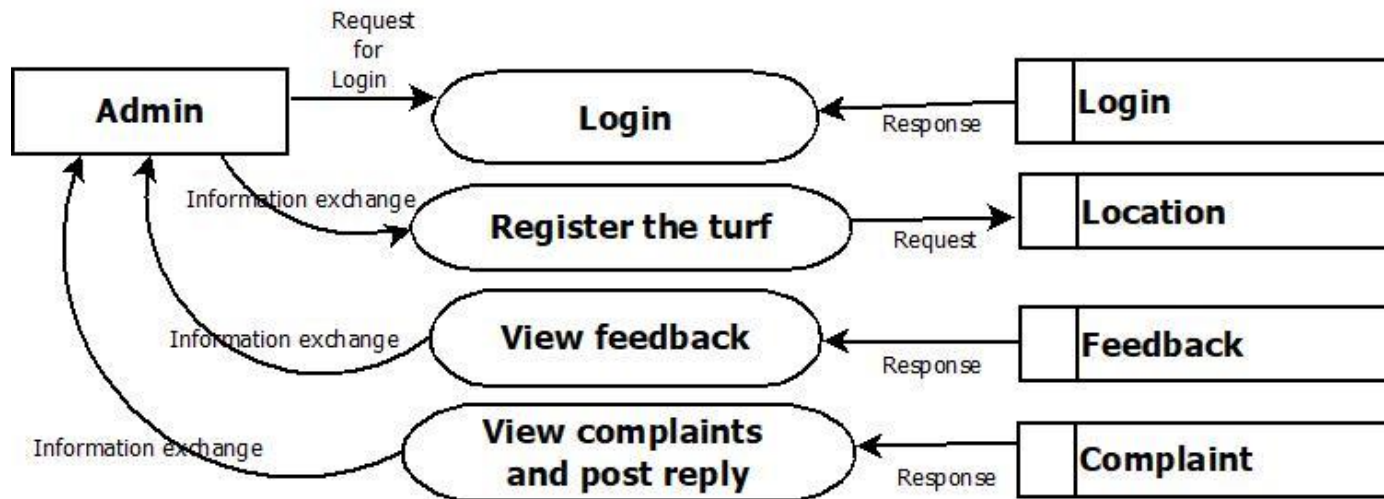 Request
for
Login
Admin
Login
Response
Login
Information exchange
Register the turf
Request
Location
Information exchange
View feedback
Response
Feedback
Information exchange
View complaints
and post reply
Response
Complaint